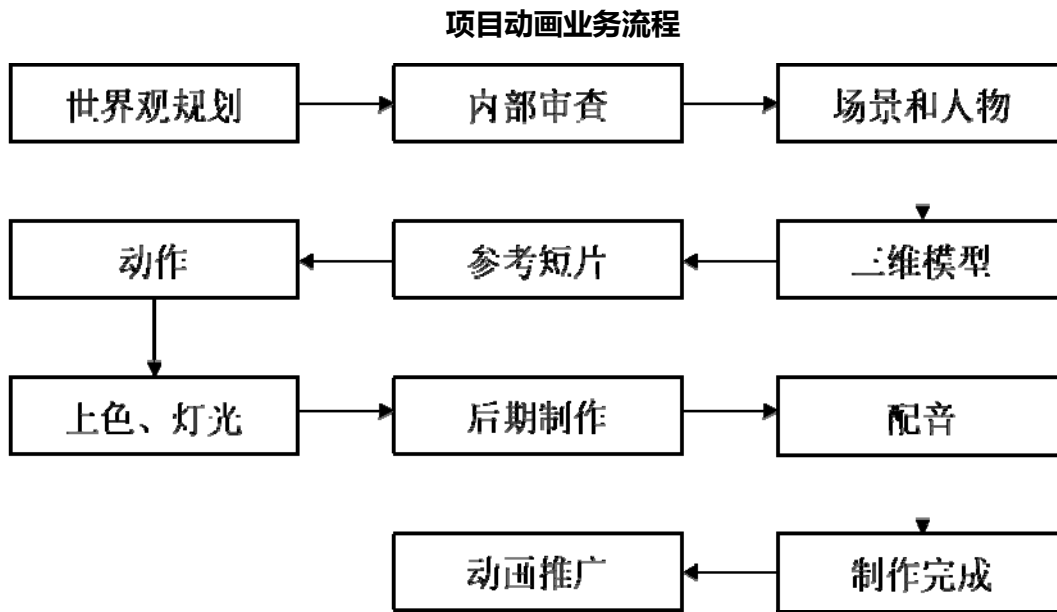 项目动画业务流程
世界观规划
内部审查
场景和人物
动作
参考短片
三维模型
上色、灯光
后期制作
配音
动画推广
制作完成